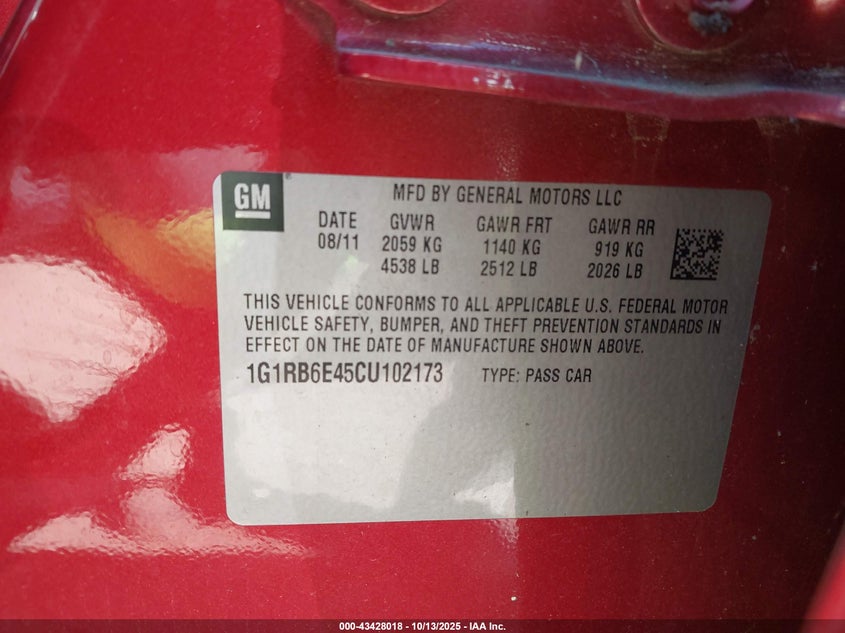 GM ®
MFD BY GENERAL MOTORS LLC
DATE GVWR GAWR FRT GAWR RR
08/11 2059 KG 1140 KG 919 KG
4538 LB 2512 LB 2026 LB
THIS VEHICLE CONFORMS TO ALL APPLICABLE U.S. FEDERAL MOTOR
VEHICLE SAFETY, BUMPER, AND THEFT PREVENTION STANDARDS IN
EFFECT ON THE DATE OF MANUFACTURE SHOWN ABOVE.
1G1RB6E45CU102173 TYPE: PASS CAR
000-43428018 - 10/13/2025 - IAA Inc.